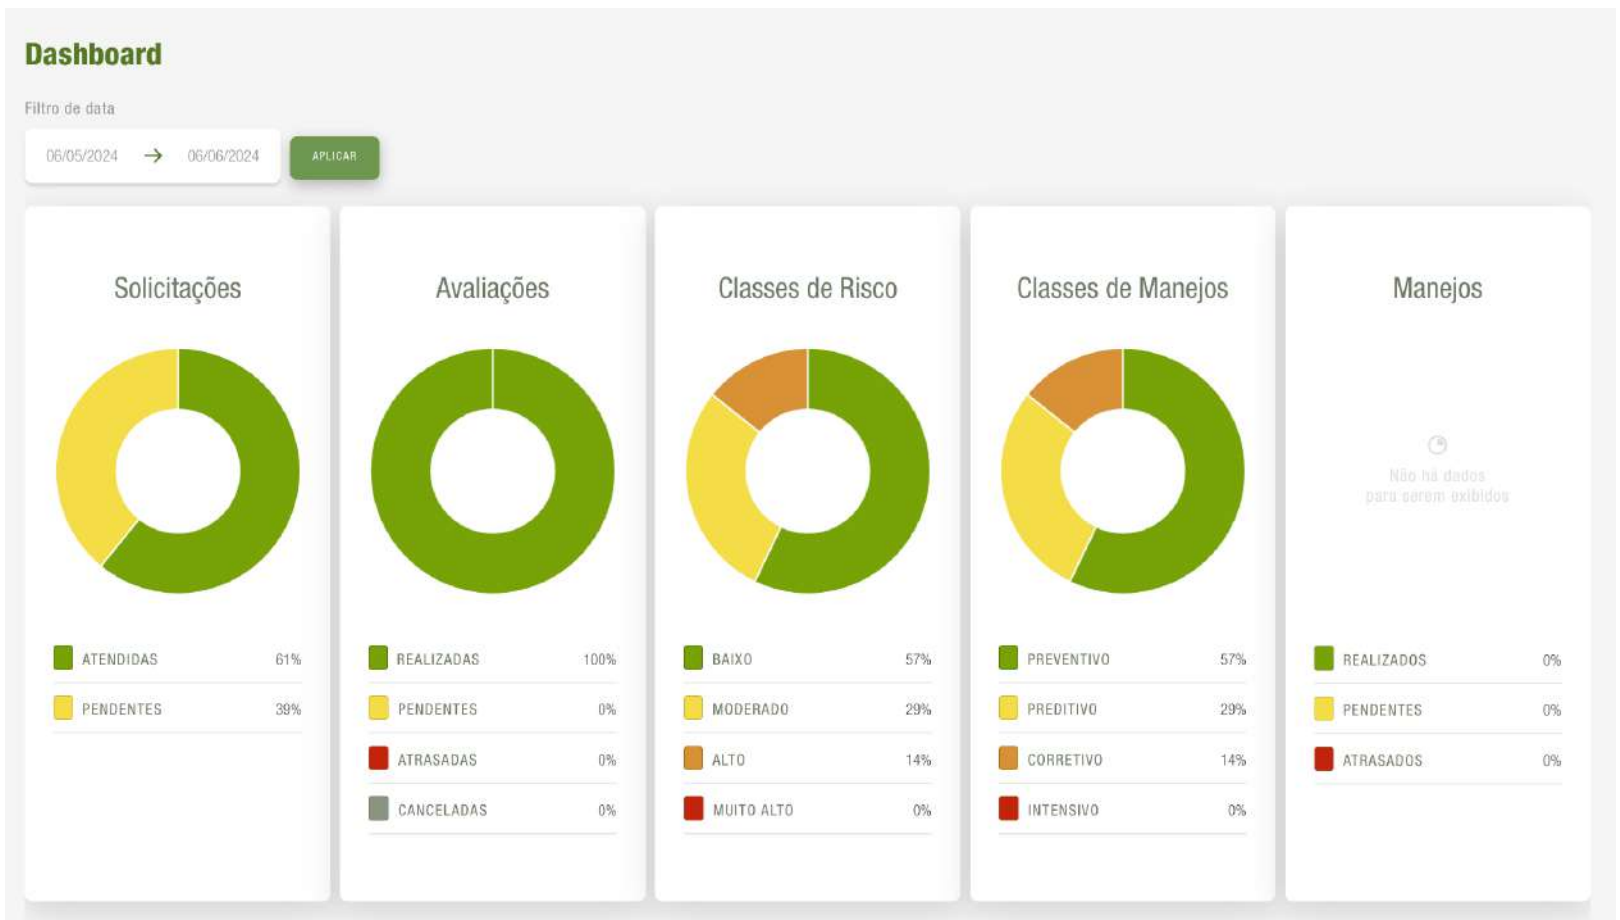 Dashboard
Filtro de data
06/05/2024 → 06/06/2024 APLICAR
Solicitações
ATENDIDAS 61%
PENDENTES 39%
Avaliações
REALIZADAS 100%
PENDENTES 0%
ATRASADAS 0%
CANCELADAS 0%
Classes de Risco
BAIXO 57%
MODERADO 29%
ALTO 14%
MUITO ALTO 0%
Classes de Manejos
PREVENTIVO 57%
PREDITIVO 29%
CORRETIVO 14%
INTENSIVO 0%
Manejos
Não há dados
para serem exibidos
REALIZADOS 0%
PENDENTES 0%
ATRASADOS 0%